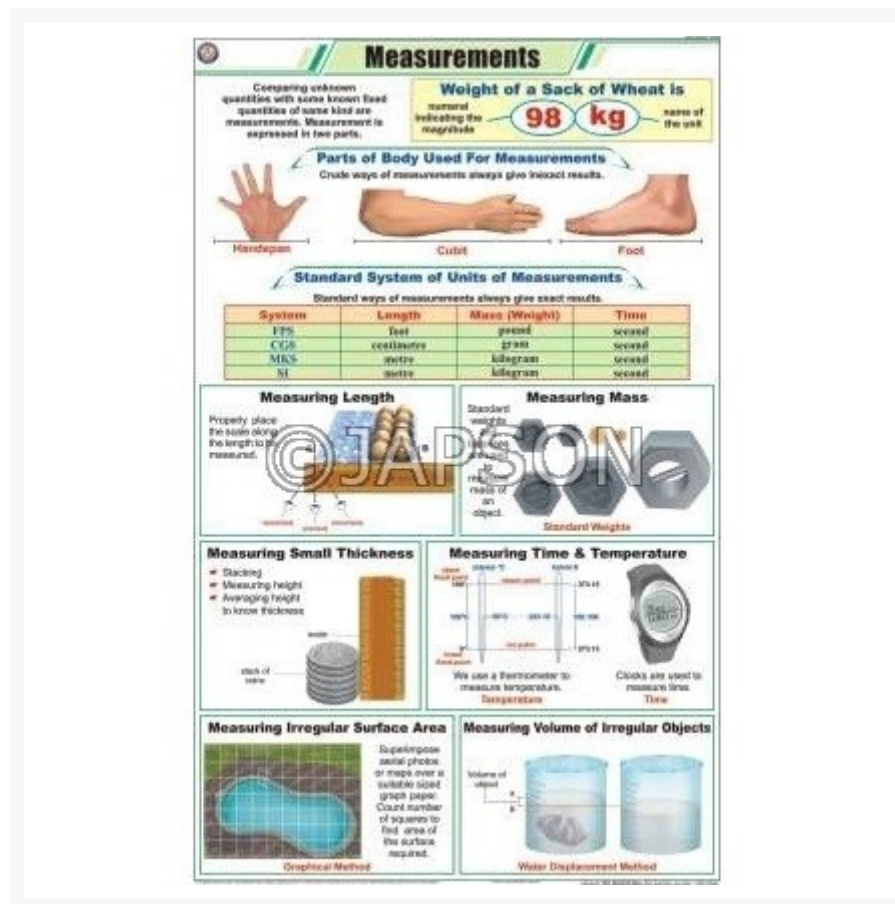 Measurements
Comparing unknown
quantities with some known fixed
quantities of same kind are
measurements. Measurement is
expressed in two parts.
Weight of a Sack of Wheat is
numeral
indicating the
magnitude
98 kg
name of
the unit
Parts of Body Used For Measurements
Crude ways of measurements always give inexact results.
Handspan
Cubit
Foot
Standard System of Units of Measurements
Standard ways of measurements always give exact results.
System Length Mass (Weight) Time
FPS foot pound second
CGS centimetre gram second
MKS metre kilogram second
SI metre kilogram second
Measuring Length
Properly place
the scale along
the length to be
measured.
Measuring Mass
Standard
weights
to
mass of
an
object.
Standard Weights
©JAPSON
Measuring Small Thickness
Stacking
Measuring height
Averaging height
to know thickness
stack of
coins
Measuring Time & Temperature
We use a thermometer to
measure temperature.
Temperature
Clocks are used to
measure time.
Time
Measuring Irregular Surface Area
Superimpose
aerial photos
or maps over a
suitable sized
graph paper.
Count number
of squares to
find area of
the surface
required.
Graphical Method
Measuring Volume of Irregular Objects
Volume of
object
Water Displacement Method